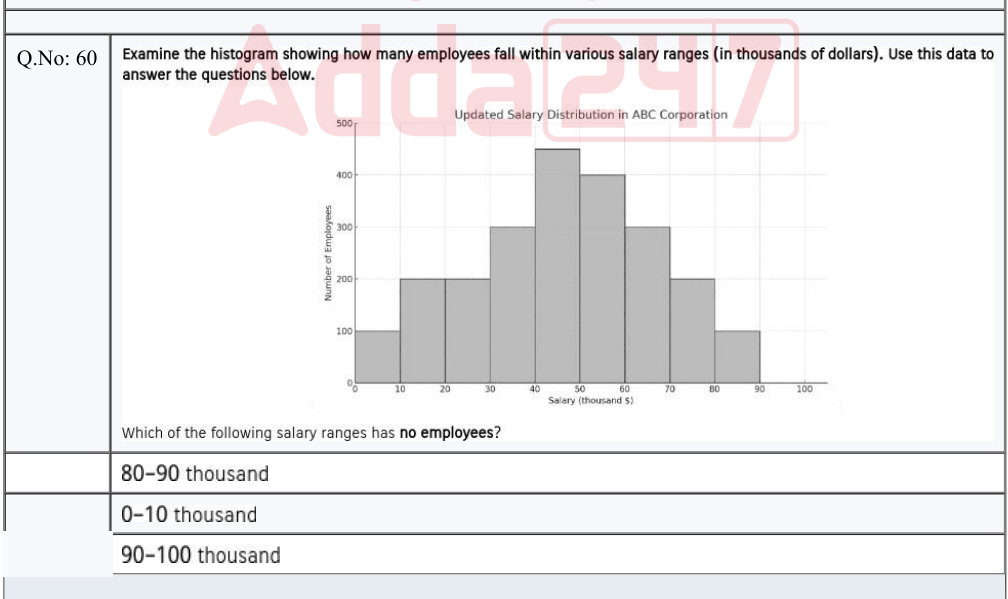 Q.No: 60
Examine the histogram showing how many employees fall within various salary ranges (in thousands of dollars). Use this data to
answer the questions below.
Adda247
Updated Salary Distribution in ABC Corporation
500
400
300
200
100
0
Number of Employees
0 10 20 30 40 50 60 70 80 90 100
Salary (thousand $)
Which of the following salary ranges has no employees?
80–90 thousand
0–10 thousand
90–100 thousand